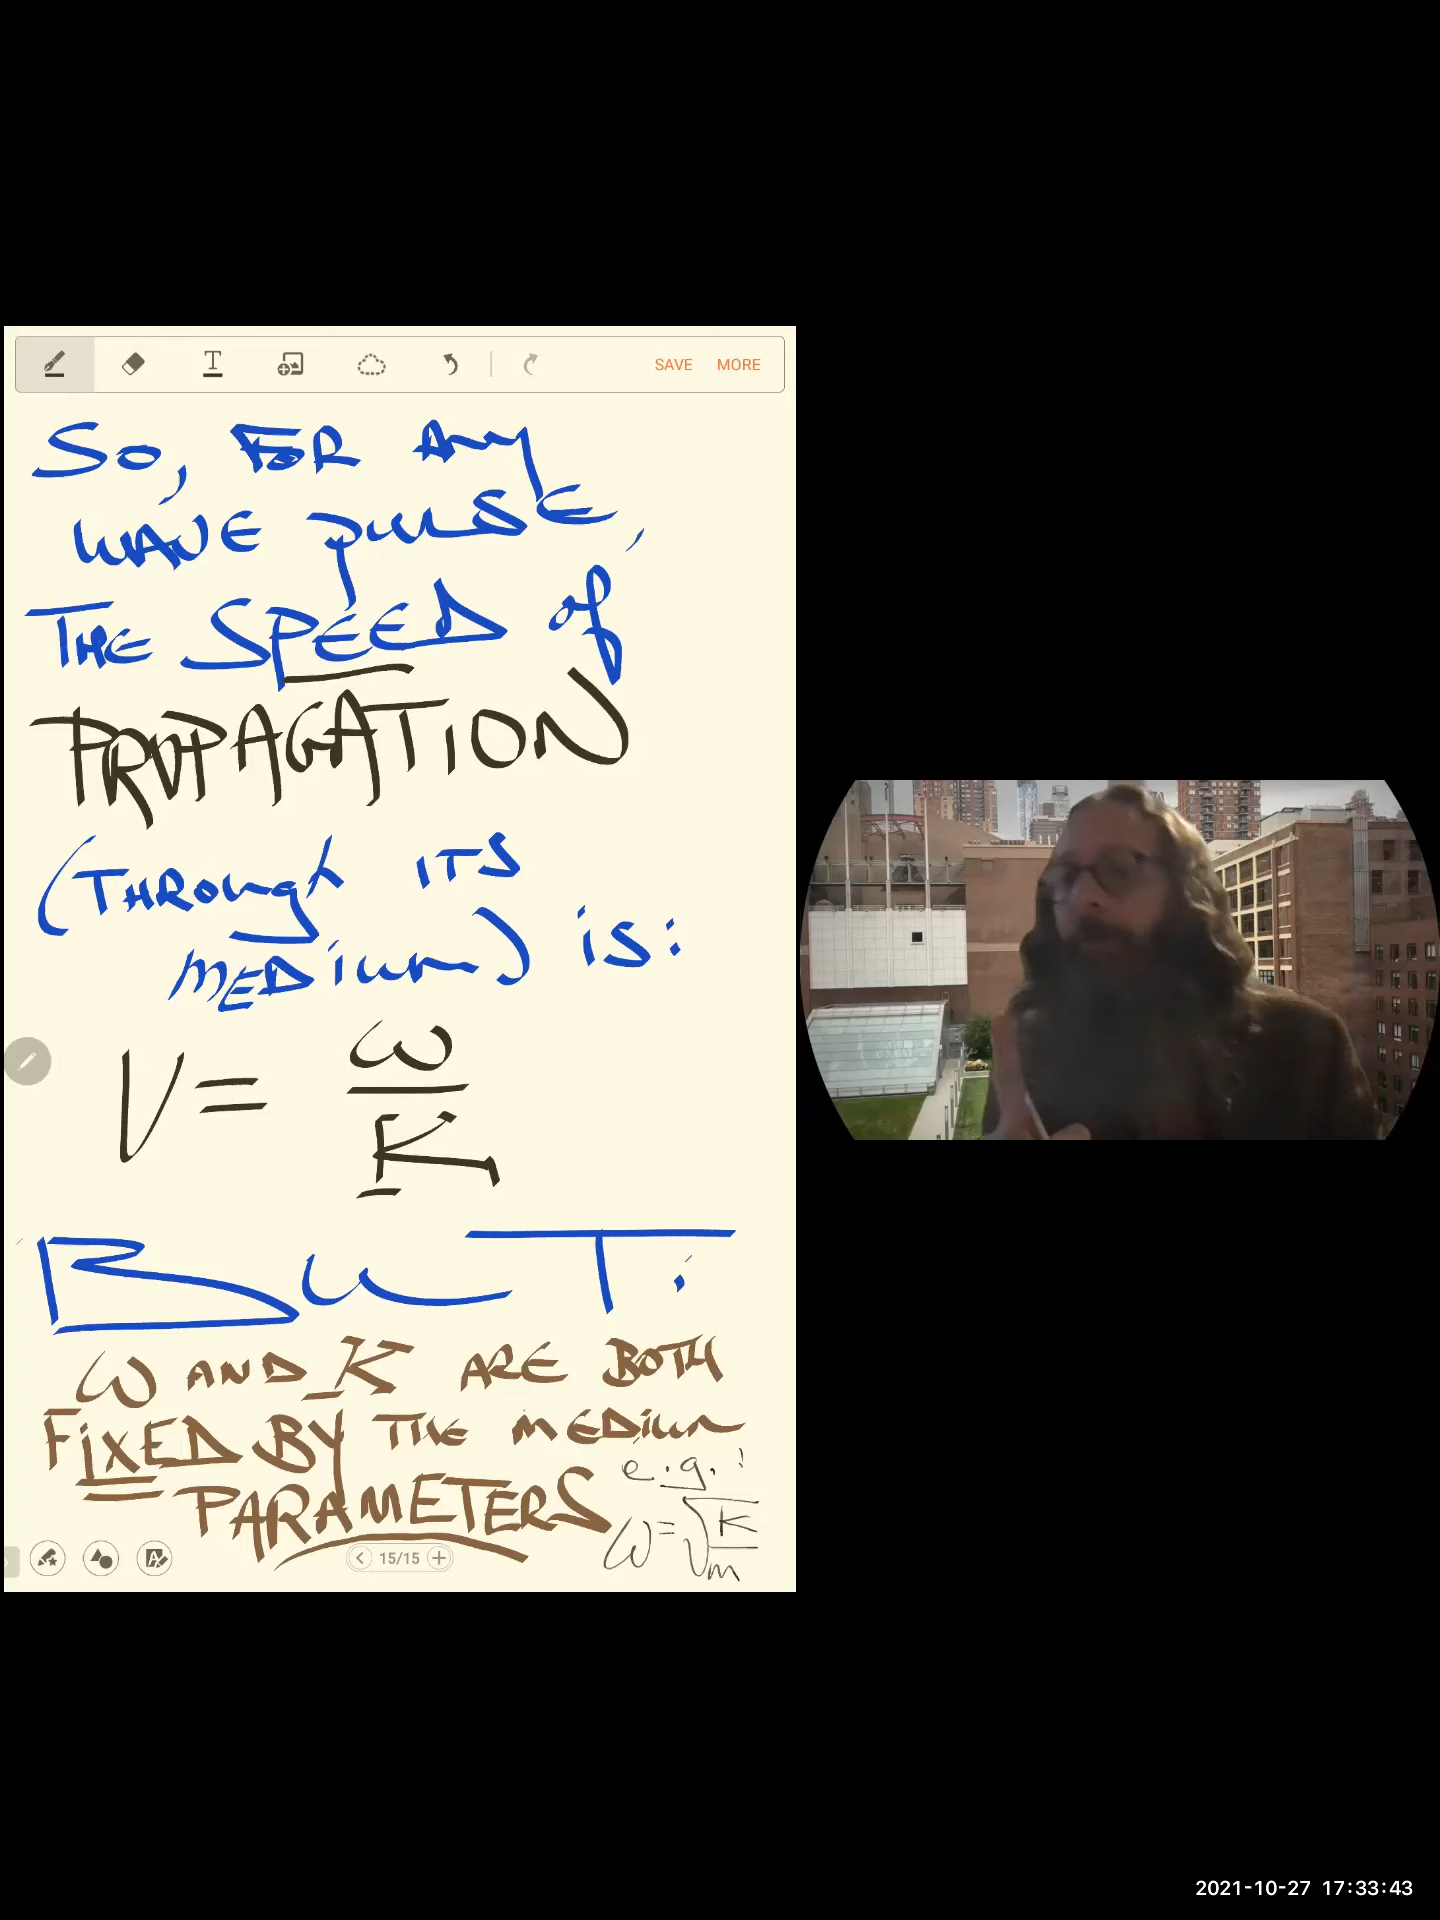 T
SAVE MORE
So, FOR Any
WAVE pulse,
THE SPEED of
PROPAGATION
(THROugh ITS
MEDium) is:
V = ω/K
BuT:
ω AND K ARE BOTH
FixED By THE MEDium
PARAMETERS
e.g.:
ω = √(K/m)
15/15
2021-10-27 17:33:43